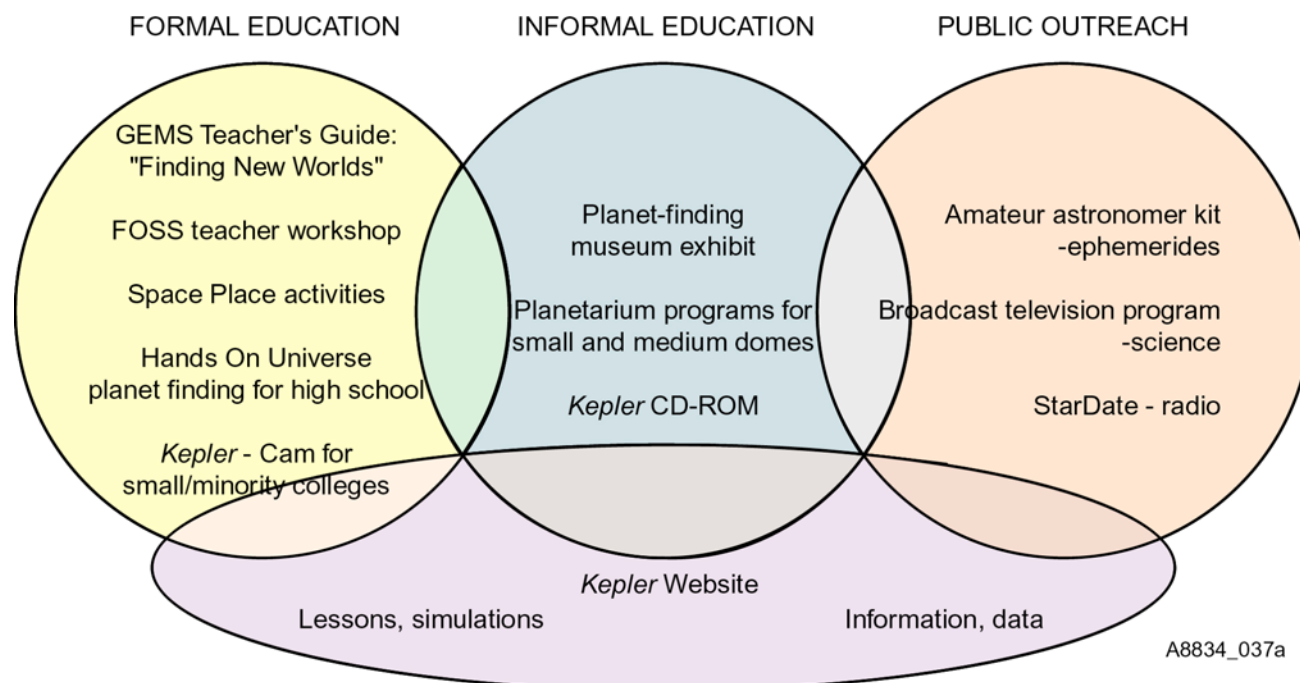 FORMAL EDUCATION
INFORMAL EDUCATION
PUBLIC OUTREACH
GEMS Teacher's Guide:
"Finding New Worlds"
FOSS teacher workshop
Space Place activities
Hands On Universe
planet finding for high school
Kepler - Cam for
small/minority colleges
Planet-finding
museum exhibit
Planetarium programs for
small and medium domes
Kepler CD-ROM
Amateur astronomer kit
-ephemerides
Broadcast television program
-science
StarDate - radio
Kepler Website
Lessons, simulations
Information, data
A8834_037a